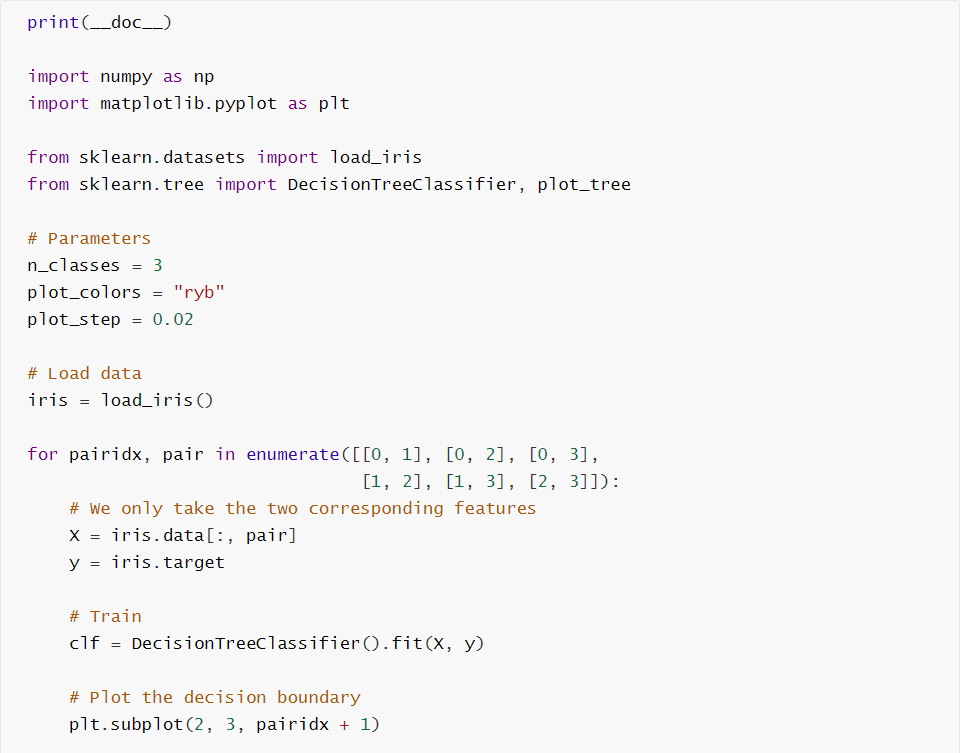 print(__doc__)

import numpy as np
import matplotlib.pyplot as plt

from sklearn.datasets import load_iris
from sklearn.tree import DecisionTreeClassifier, plot_tree

# Parameters
n_classes = 3
plot_colors = "ryb"
plot_step = 0.02

# Load data
iris = load_iris()

for pairidx, pair in enumerate([[0, 1], [0, 2], [0, 3],
                                [1, 2], [1, 3], [2, 3]]):
    # We only take the two corresponding features
    X = iris.data[:, pair]
    y = iris.target

    # Train
    clf = DecisionTreeClassifier().fit(X, y)

    # Plot the decision boundary
    plt.subplot(2, 3, pairidx + 1)